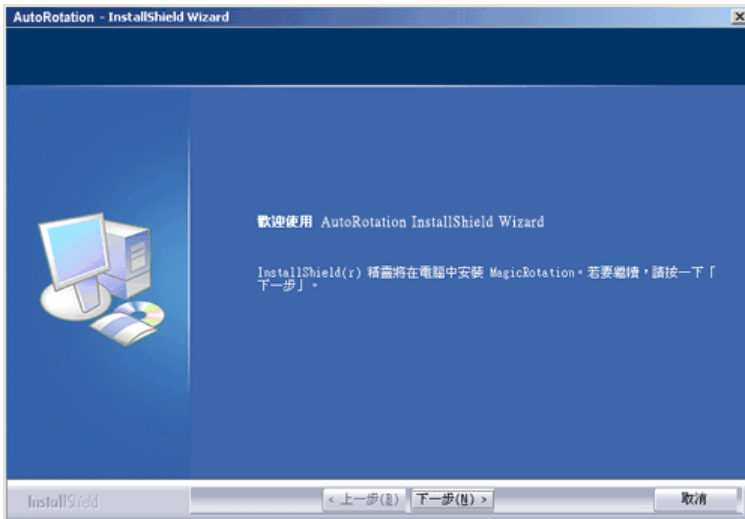 AutoRotation - InstallShield Wizard
歡迎使用 AutoRotation InstallShield Wizard
InstallShield(r) 精靈將在電腦中安裝 MagicRotation。若要繼續，請按一下「
下一步」。
InstallShield
< 上一步(B) 下一步(N) > 取消